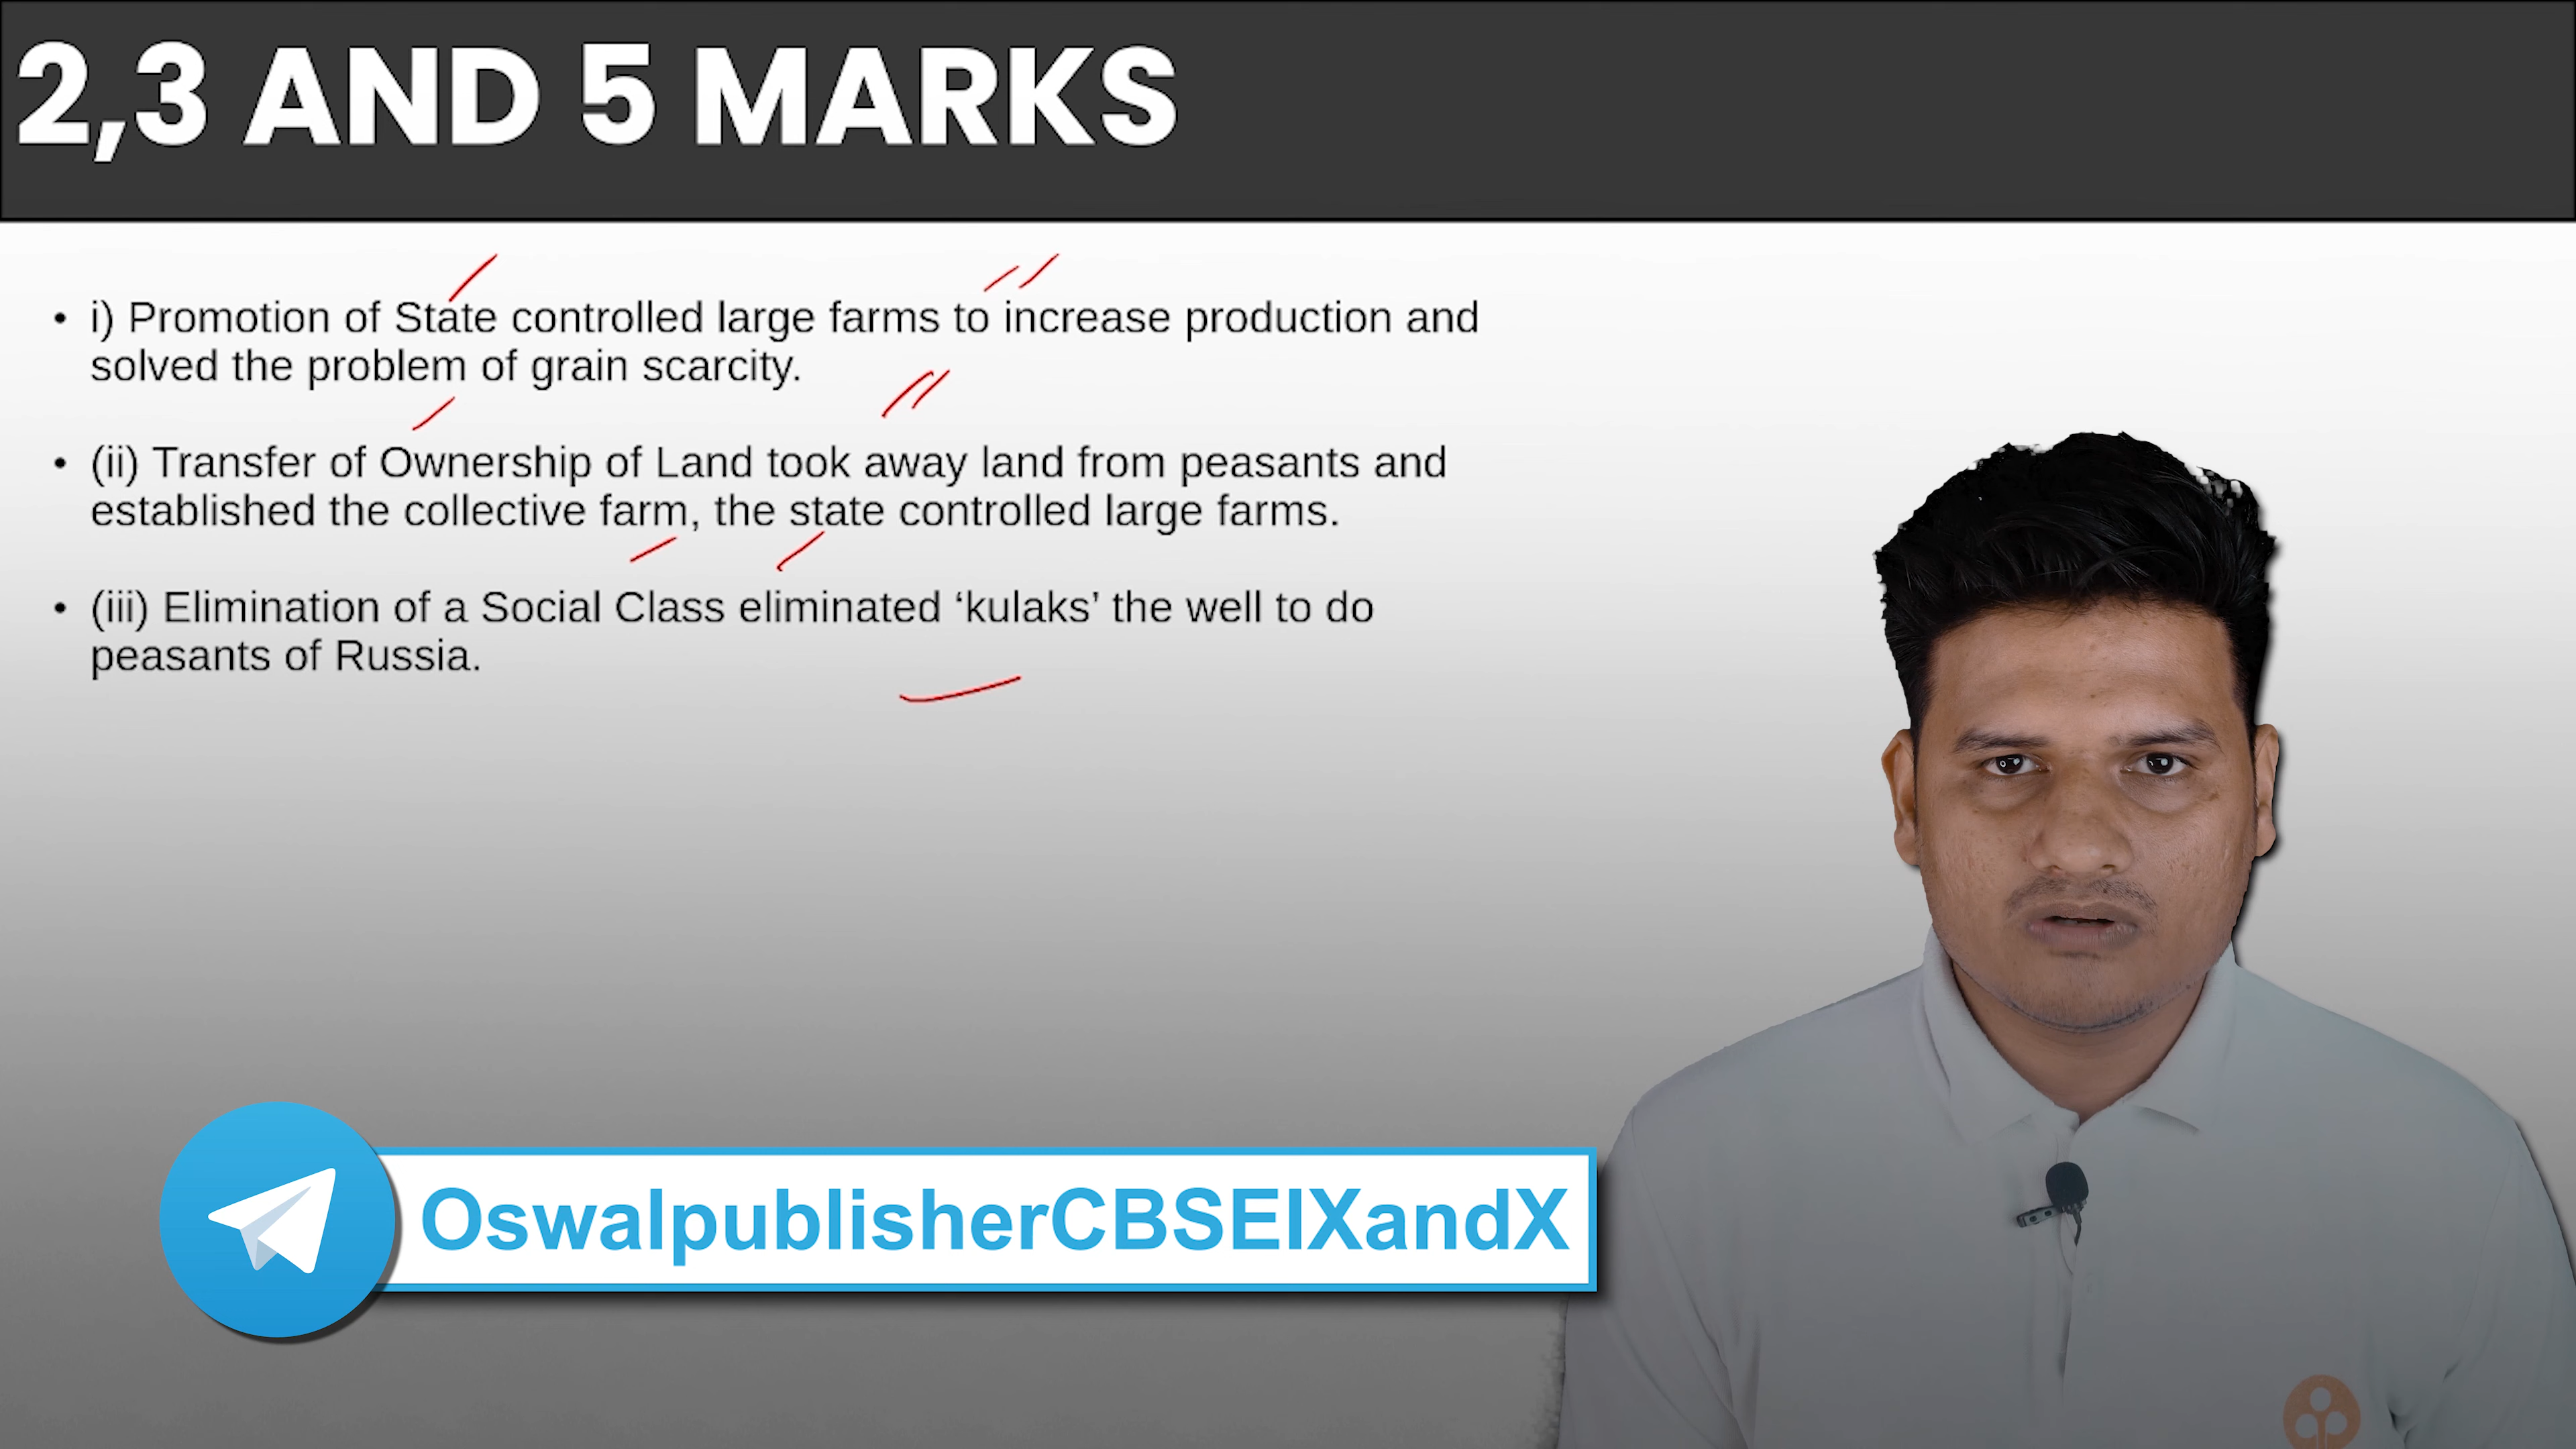 2,3 AND 5 MARKS
• i) Promotion of State controlled large farms to increase production and
solved the problem of grain scarcity.
• (ii) Transfer of Ownership of Land took away land from peasants and
established the collective farm, the state controlled large farms.
• (iii) Elimination of a Social Class eliminated ‘kulaks’ the well to do
peasants of Russia.
OswalpublisherCBSEIXandX